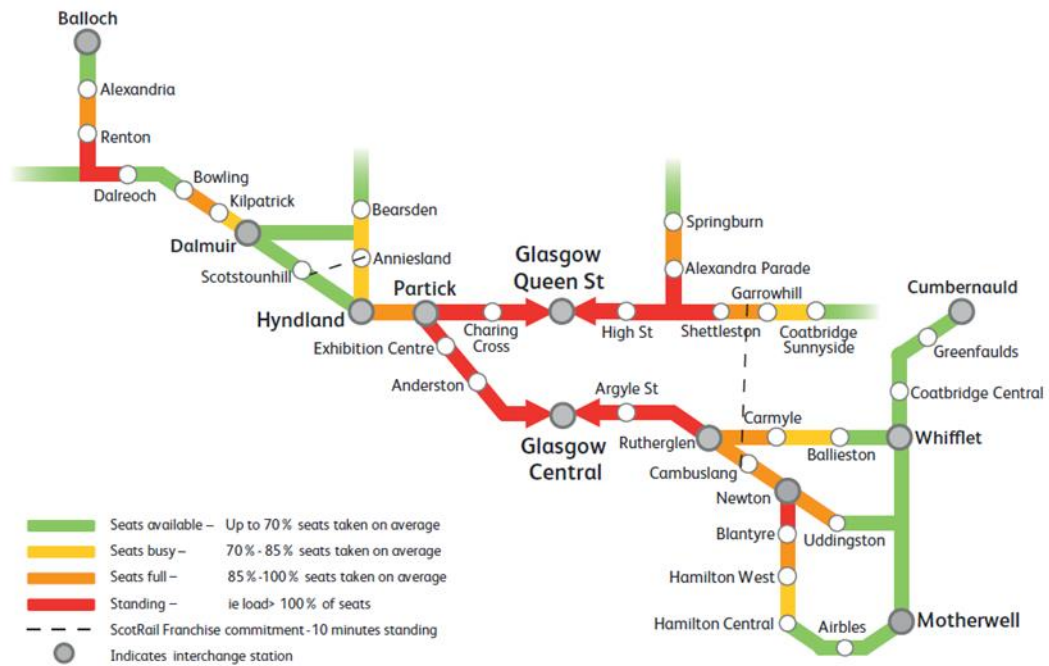 Balloch
Alexandria
Renton
Dalreoch
Bowling
Kilpatrick
Dalmuir
Scotstounhill
Bearsden
Anniesland
Hyndland
Partick
Exhibition Centre
Anderston
Charing
Cross
Glasgow
Queen St
High St
Springburn
Alexandra Parade
Garrowhill
Shettleston
Coatbridge
Sunnyside
Cumbernauld
Greenfaulds
Coatbridge Central
Argyle St
Glasgow
Central
Rutherglen
Carmyle
Ballieston
Whifflet
Cambuslang
Newton
Uddingston
Blantyre
Hamilton West
Hamilton Central
Airbles
Motherwell
Seats available – Up to 70% seats taken on average
Seats busy – 70% - 85% seats taken on average
Seats full – 85%-100% seats taken on average
Standing – ie load> 100% of seats
ScotRail Franchise commitment - 10 minutes standing
Indicates interchange station